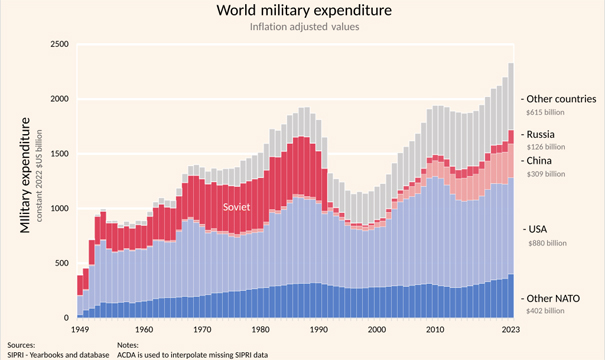 World military expenditure
Inflation adjusted values
Military expenditure
constant 2022 $US billion
2500
2000
1500
1000
500
0
Soviet
- Other countries
$615 billion
- Russia
$126 billion
- China
$309 billion
- USA
$880 billion
- Other NATO
$402 billion
1949 1960 1970 1980 1990 2000 2010 2023
Sources: Notes:
SIPRI - Yearbooks and database ACDA is used to interpolate missing SIPRI data